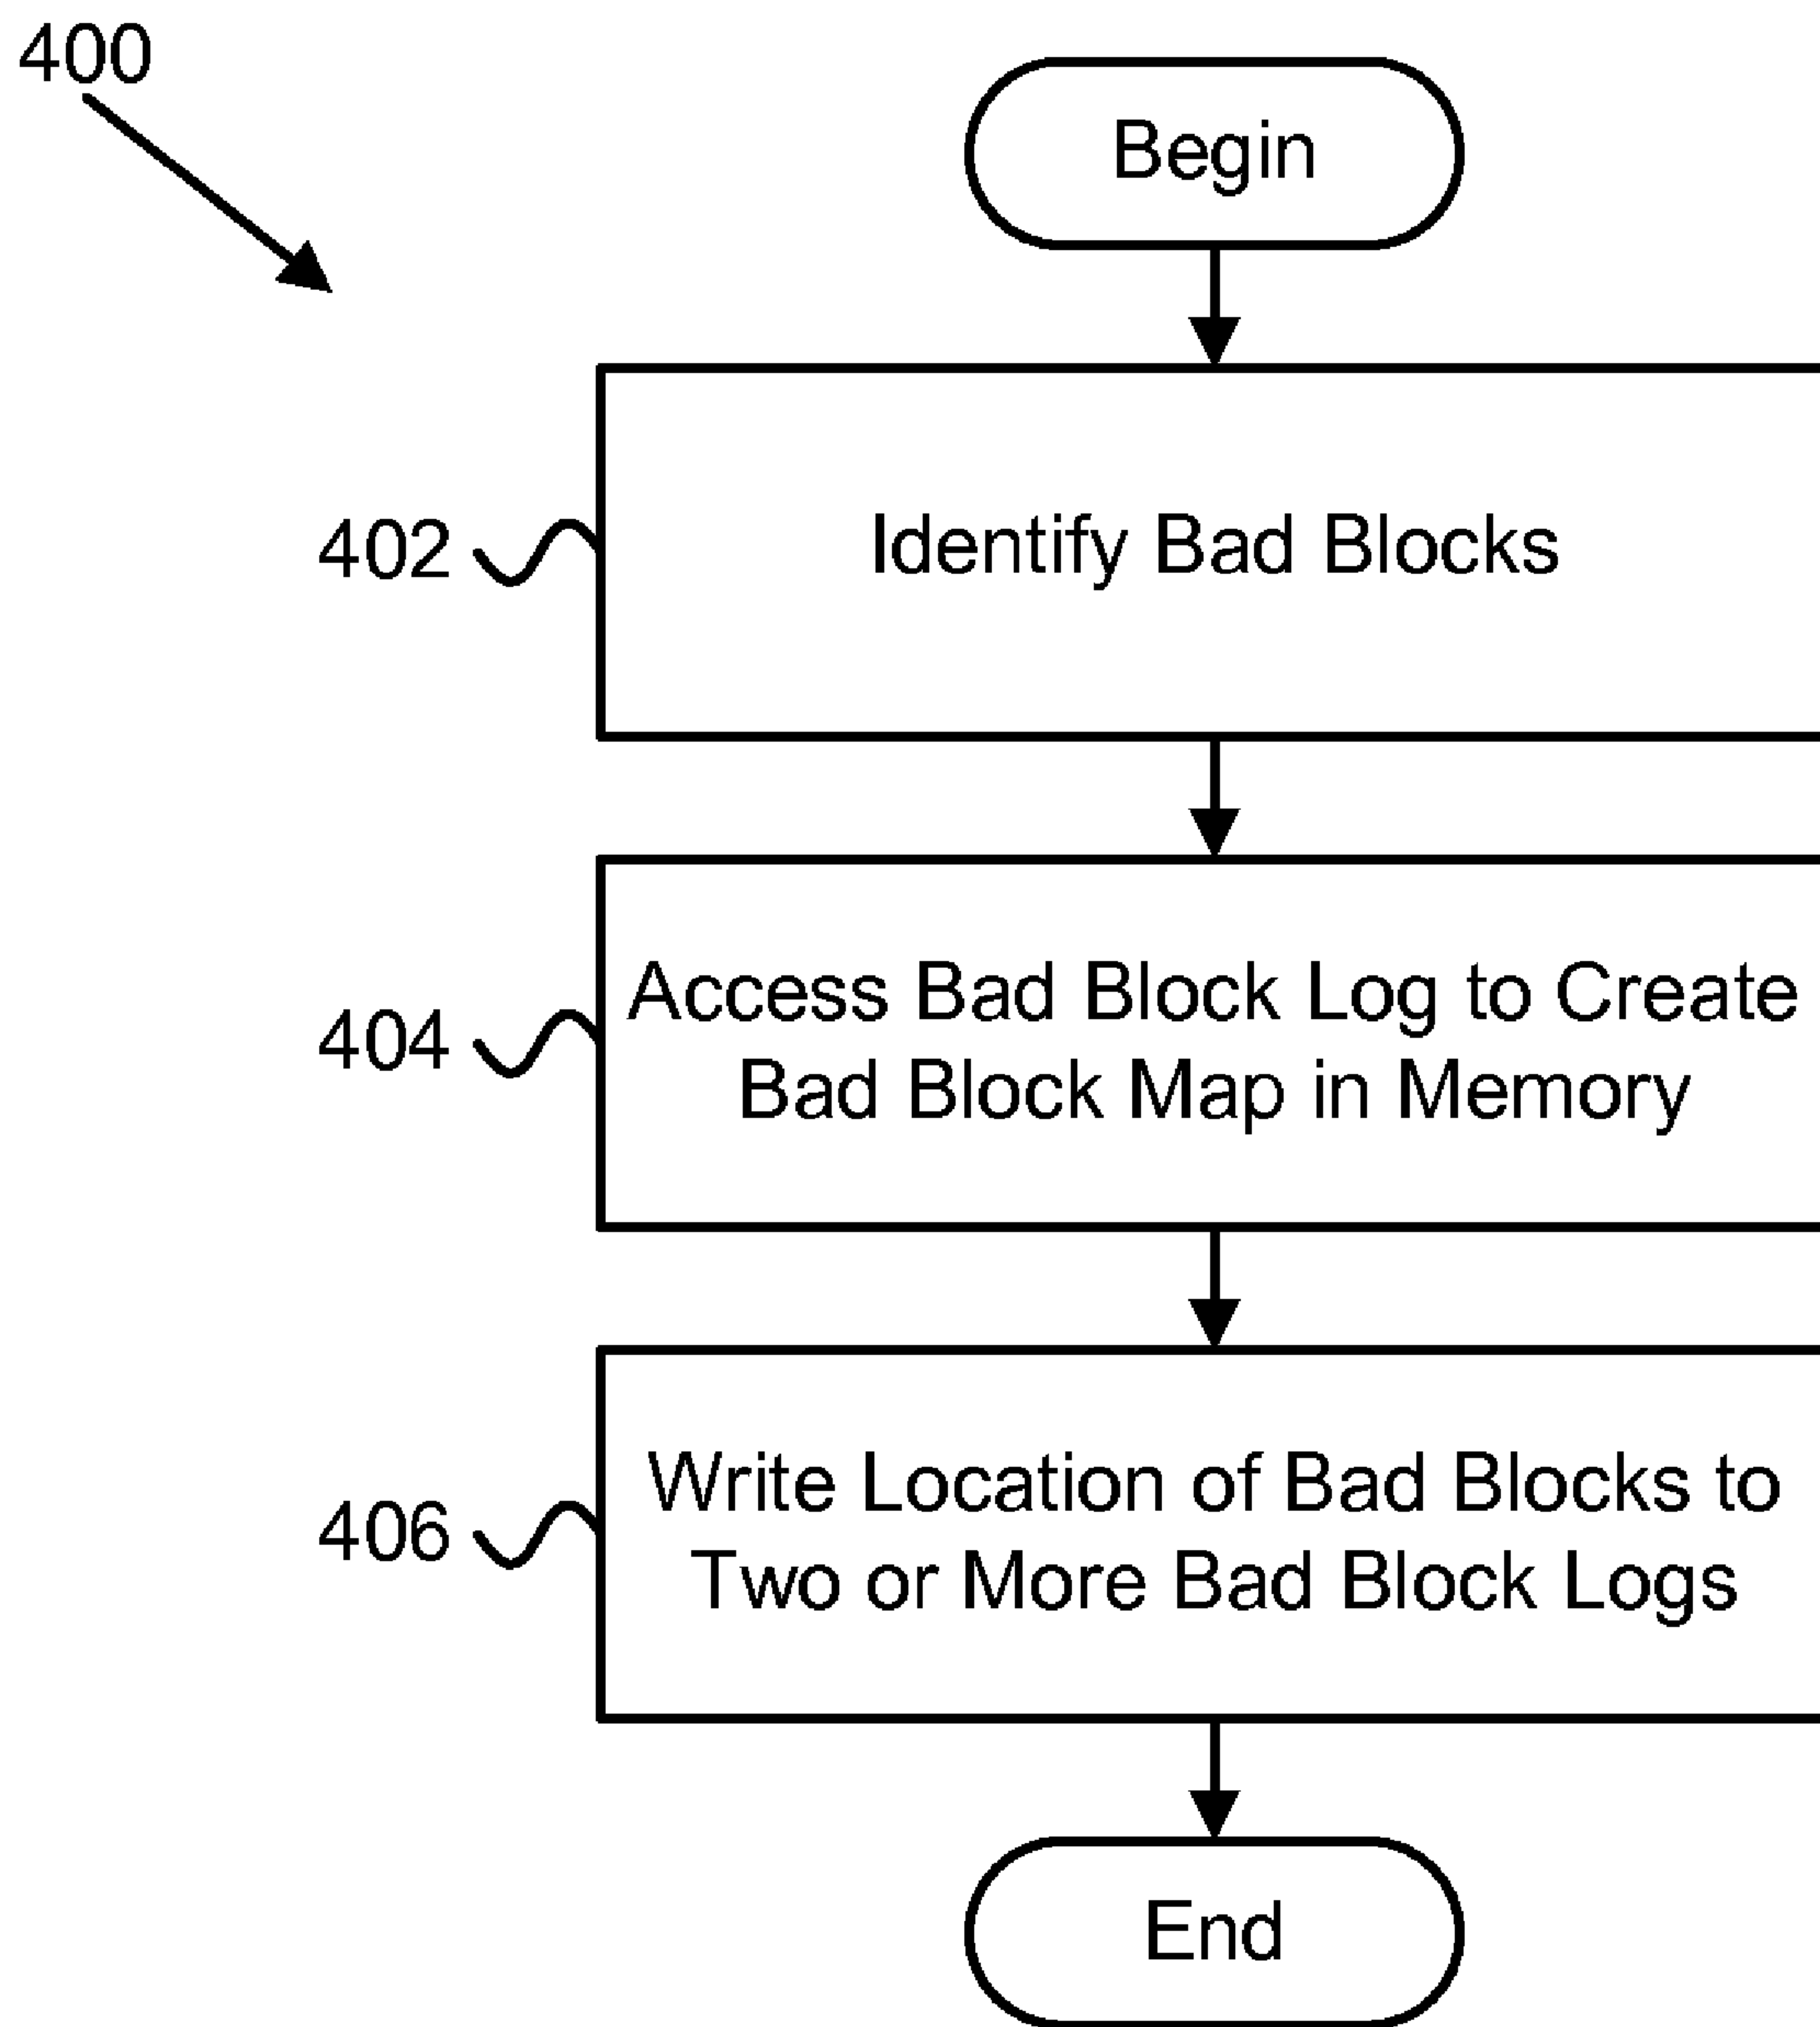 400
Begin
402
Identify Bad Blocks
404
Access Bad Block Log to Create
Bad Block Map in Memory
406
Write Location of Bad Blocks to
Two or More Bad Block Logs
End